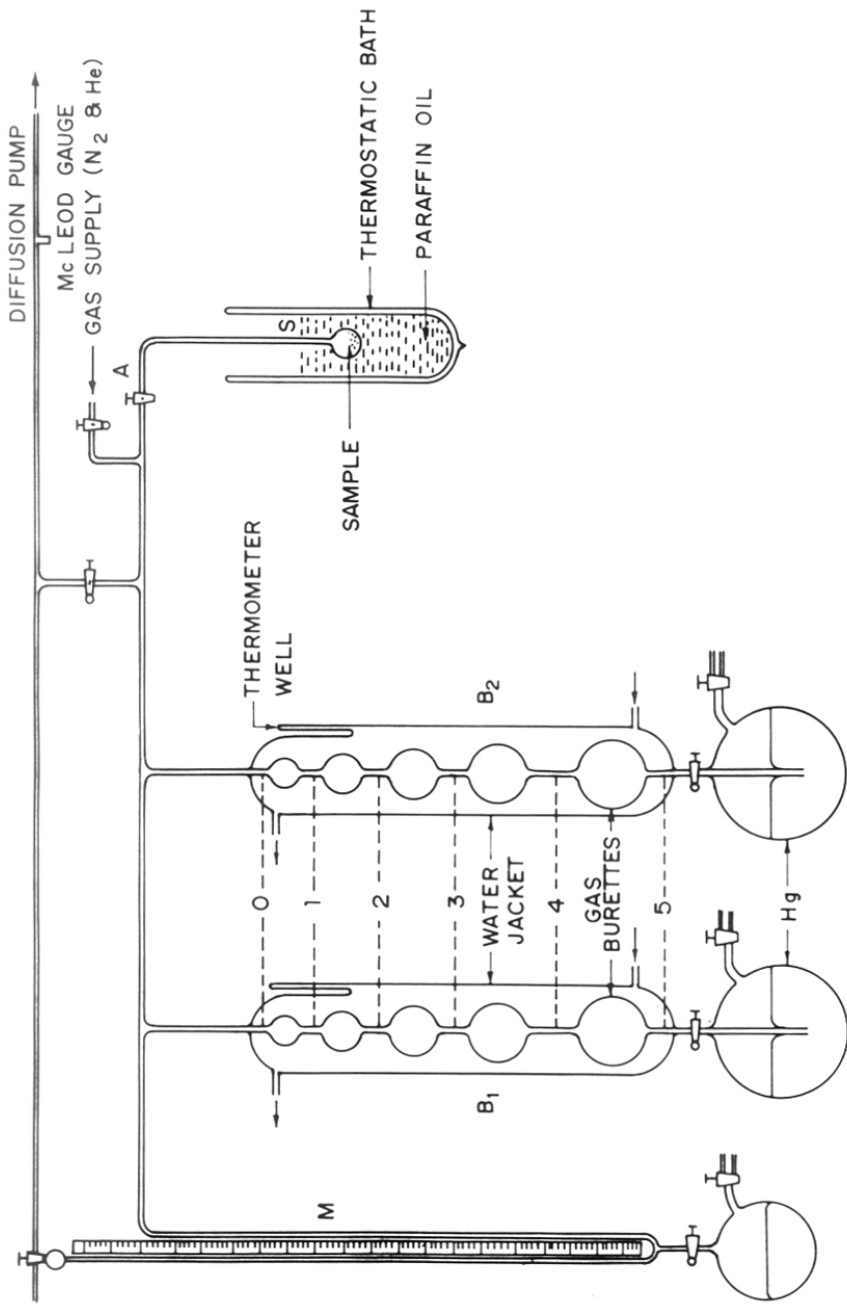 DIFFUSION PUMP
Mc LEOD GAUGE
GAS SUPPLY (N₂ & He)
A
S
THERMOSTATIC BATH
PARAFFIN OIL
SAMPLE
THERMOMETER
WELL
B₂
0
1
2
3
4
5
WATER
JACKET
GAS
BURETTES
Hg
B₁
M